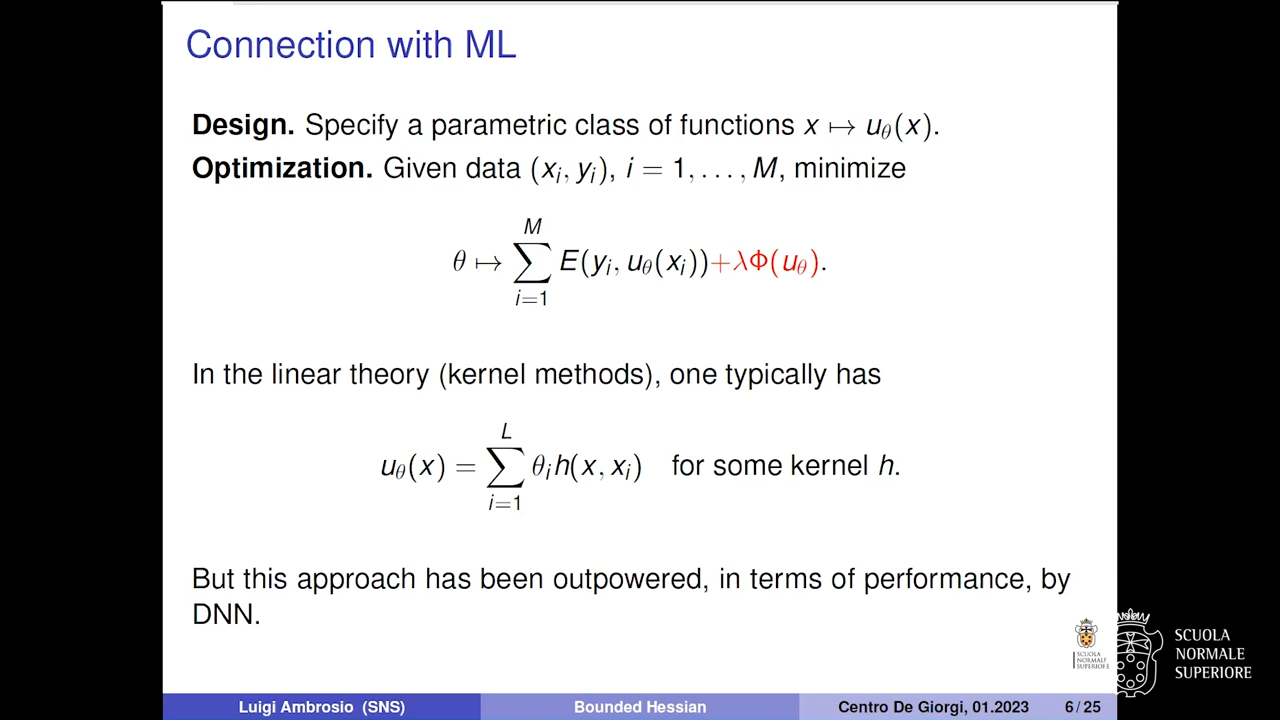 Connection with ML
Design. Specify a parametric class of functions x ↦ u_θ(x).
Optimization. Given data (x_i, y_i), i = 1, . . . , M, minimize
θ ↦ ∑_{i=1}^{M} E(y_i, u_θ(x_i))+λΦ(u_θ).
In the linear theory (kernel methods), one typically has
u_θ(x) = ∑_{i=1}^{L} θ_i h(x, x_i) for some kernel h.
But this approach has been outpowered, in terms of performance, by
DNN.
SCUOLA
NORMALE
SUPERIORE
SCUOLA
NORMALE
SUPERIORE
Luigi Ambrosio (SNS) Bounded Hessian Centro De Giorgi, 01.2023 6 / 25